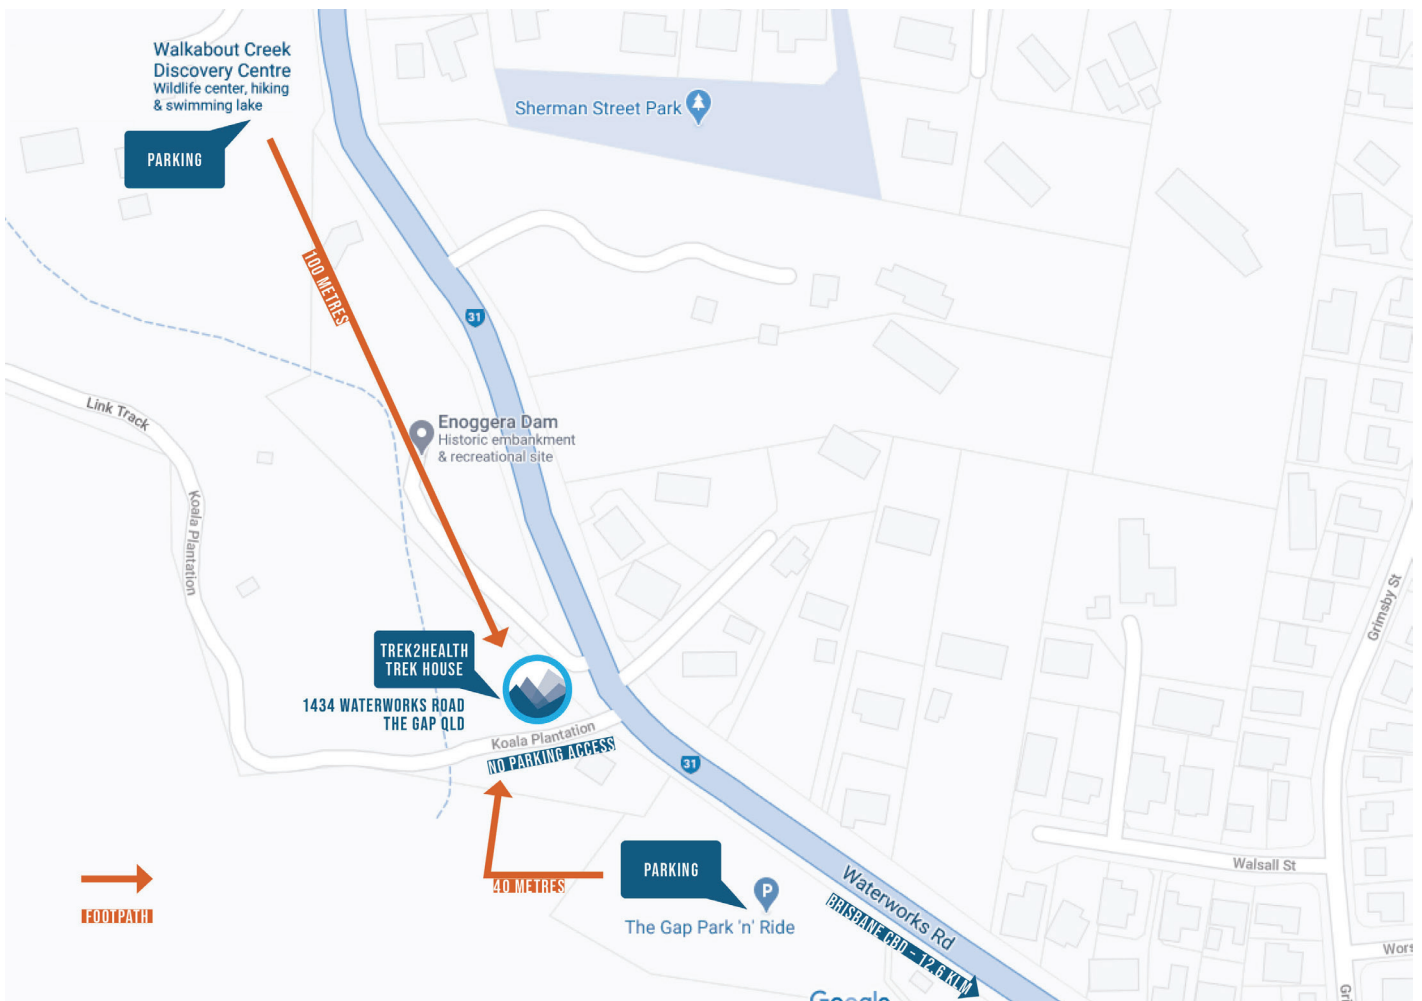 Walkabout Creek
Discovery Centre
Wildlife center, hiking
& swimming lake
PARKING
Sherman Street Park
100 METRES
31
Enoggera Dam
Historic embankment
& recreational site
Link Track
Koala Plantation
Grimsby St
TREK2HEALTH
TREK HOUSE
1434 WATERWORKS ROAD
THE GAP QLD
Koala Plantation
NO PARKING ACCESS
31
40 METRES
PARKING
The Gap Park 'n' Ride
P
Waterworks Rd
BRISBANE CBD - 12.6 KLM
Walsall St
FOOTPATH
Wors
Gri
Google